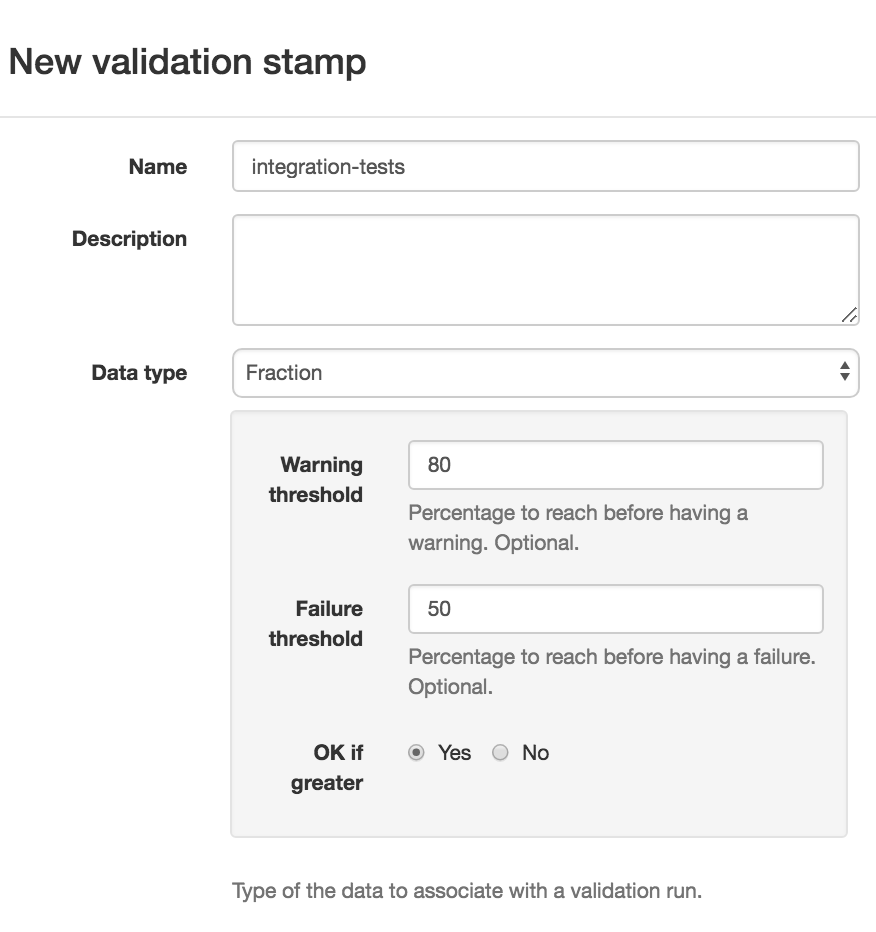 New validation stamp
Name
integration-tests
Description
Data type
Fraction
Warning
threshold
80
Percentage to reach before having a
warning. Optional.
Failure
threshold
50
Percentage to reach before having a failure.
Optional.
OK if
greater
Yes No
Type of the data to associate with a validation run.